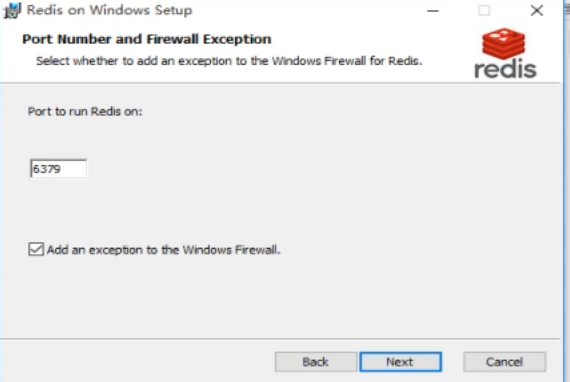 Redis on Windows Setup
Port Number and Firewall Exception
Select whether to add an exception to the Windows Firewall for Redis.
redis
Port to run Redis on:
6379
Add an exception to the Windows Firewall.
Back Next Cancel